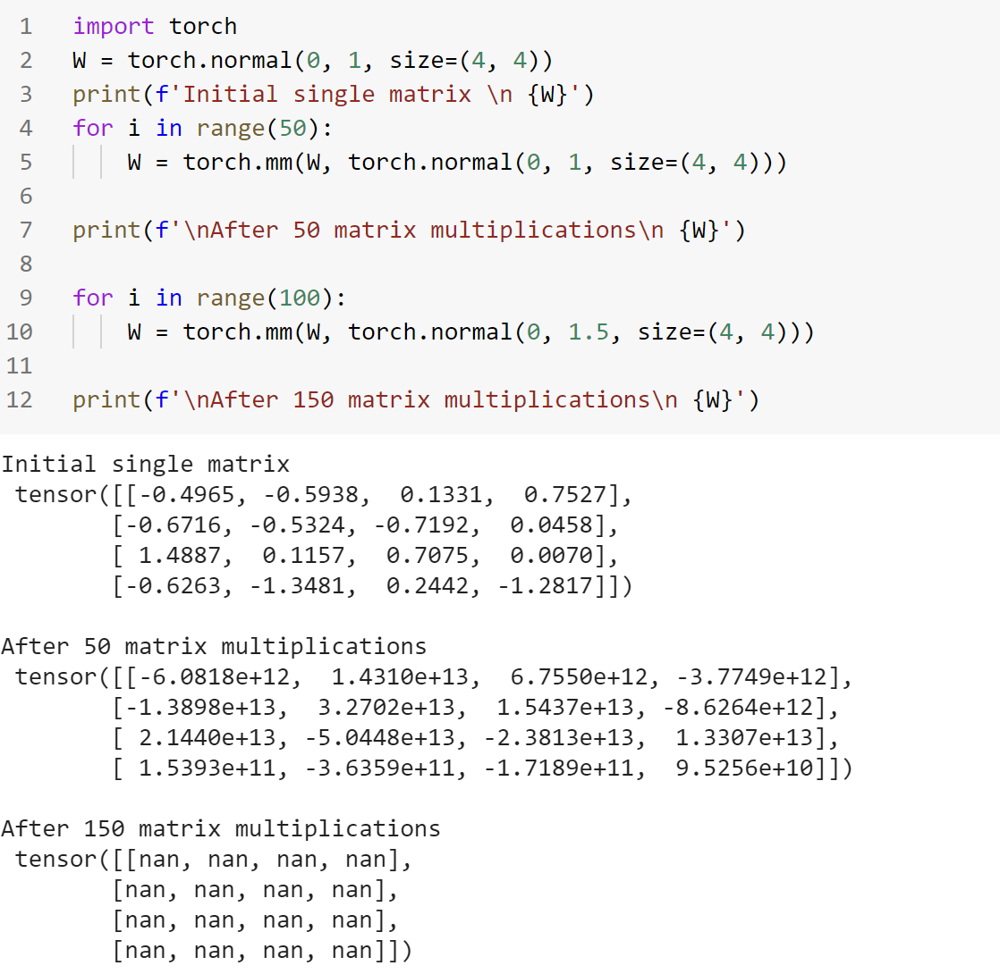 1 import torch
2 W = torch.normal(0, 1, size=(4, 4))
3 print(f'Initial single matrix \n {W}')
4 for i in range(50):
5     W = torch.mm(W, torch.normal(0, 1, size=(4, 4)))
6
7 print(f'\nAfter 50 matrix multiplications\n {W}')
8
9 for i in range(100):
10     W = torch.mm(W, torch.normal(0, 1.5, size=(4, 4)))
11
12 print(f'\nAfter 150 matrix multiplications\n {W}')
Initial single matrix
 tensor([[-0.4965, -0.5938,  0.1331,  0.7527],
        [-0.6716, -0.5324, -0.7192,  0.0458],
        [ 1.4887,  0.1157,  0.7075,  0.0070],
        [-0.6263, -1.3481,  0.2442, -1.2817]])
After 50 matrix multiplications
 tensor([[-6.0818e+12,  1.4310e+13,  6.7550e+12, -3.7749e+12],
        [-1.3898e+13,  3.2702e+13,  1.5437e+13, -8.6264e+12],
        [ 2.1440e+13, -5.0448e+13, -2.3813e+13,  1.3307e+13],
        [ 1.5393e+11, -3.6359e+11, -1.7189e+11,  9.5256e+10]])
After 150 matrix multiplications
 tensor([[nan, nan, nan, nan],
        [nan, nan, nan, nan],
        [nan, nan, nan, nan],
        [nan, nan, nan, nan]])